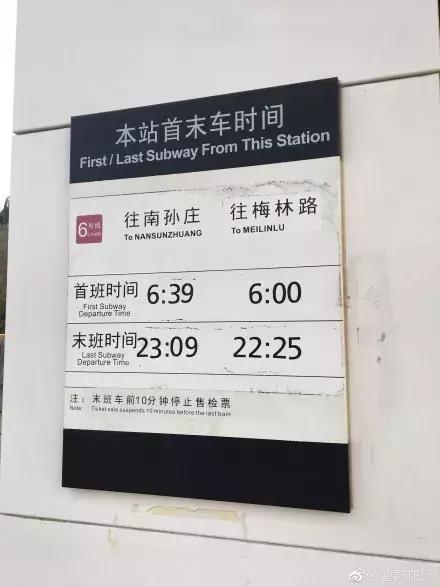 本站首末车时间
First / Last Subway From This Station
6号线 往南孙庄 往梅林路
To NANSUNZHUANG To MEILINLU
首班时间 6:39 6:00
First Subway
Departure Time
末班时间 23:09 22:25
Last Subway
Departure Time
注：末班车前10分钟停止售检票
Note: Ticket sale suspends 10 minutes before the last train